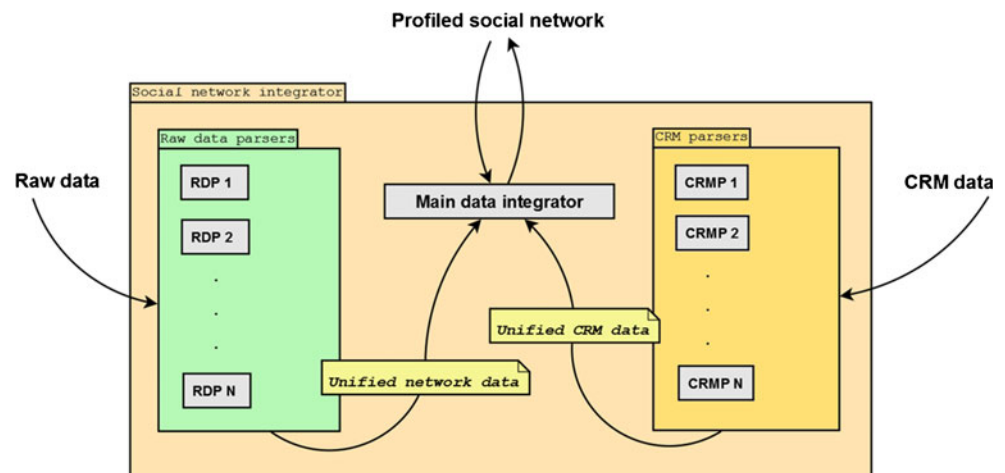 Profiled social network
Social network integrator
Raw data parsers
CRM parsers
Raw data
RDP 1
Main data integrator
CRMP 1
CRM data
RDP 2
CRMP 2
.
.
.
.
.
.
Unified CRM data
Unified network data
RDP N
CRMP N